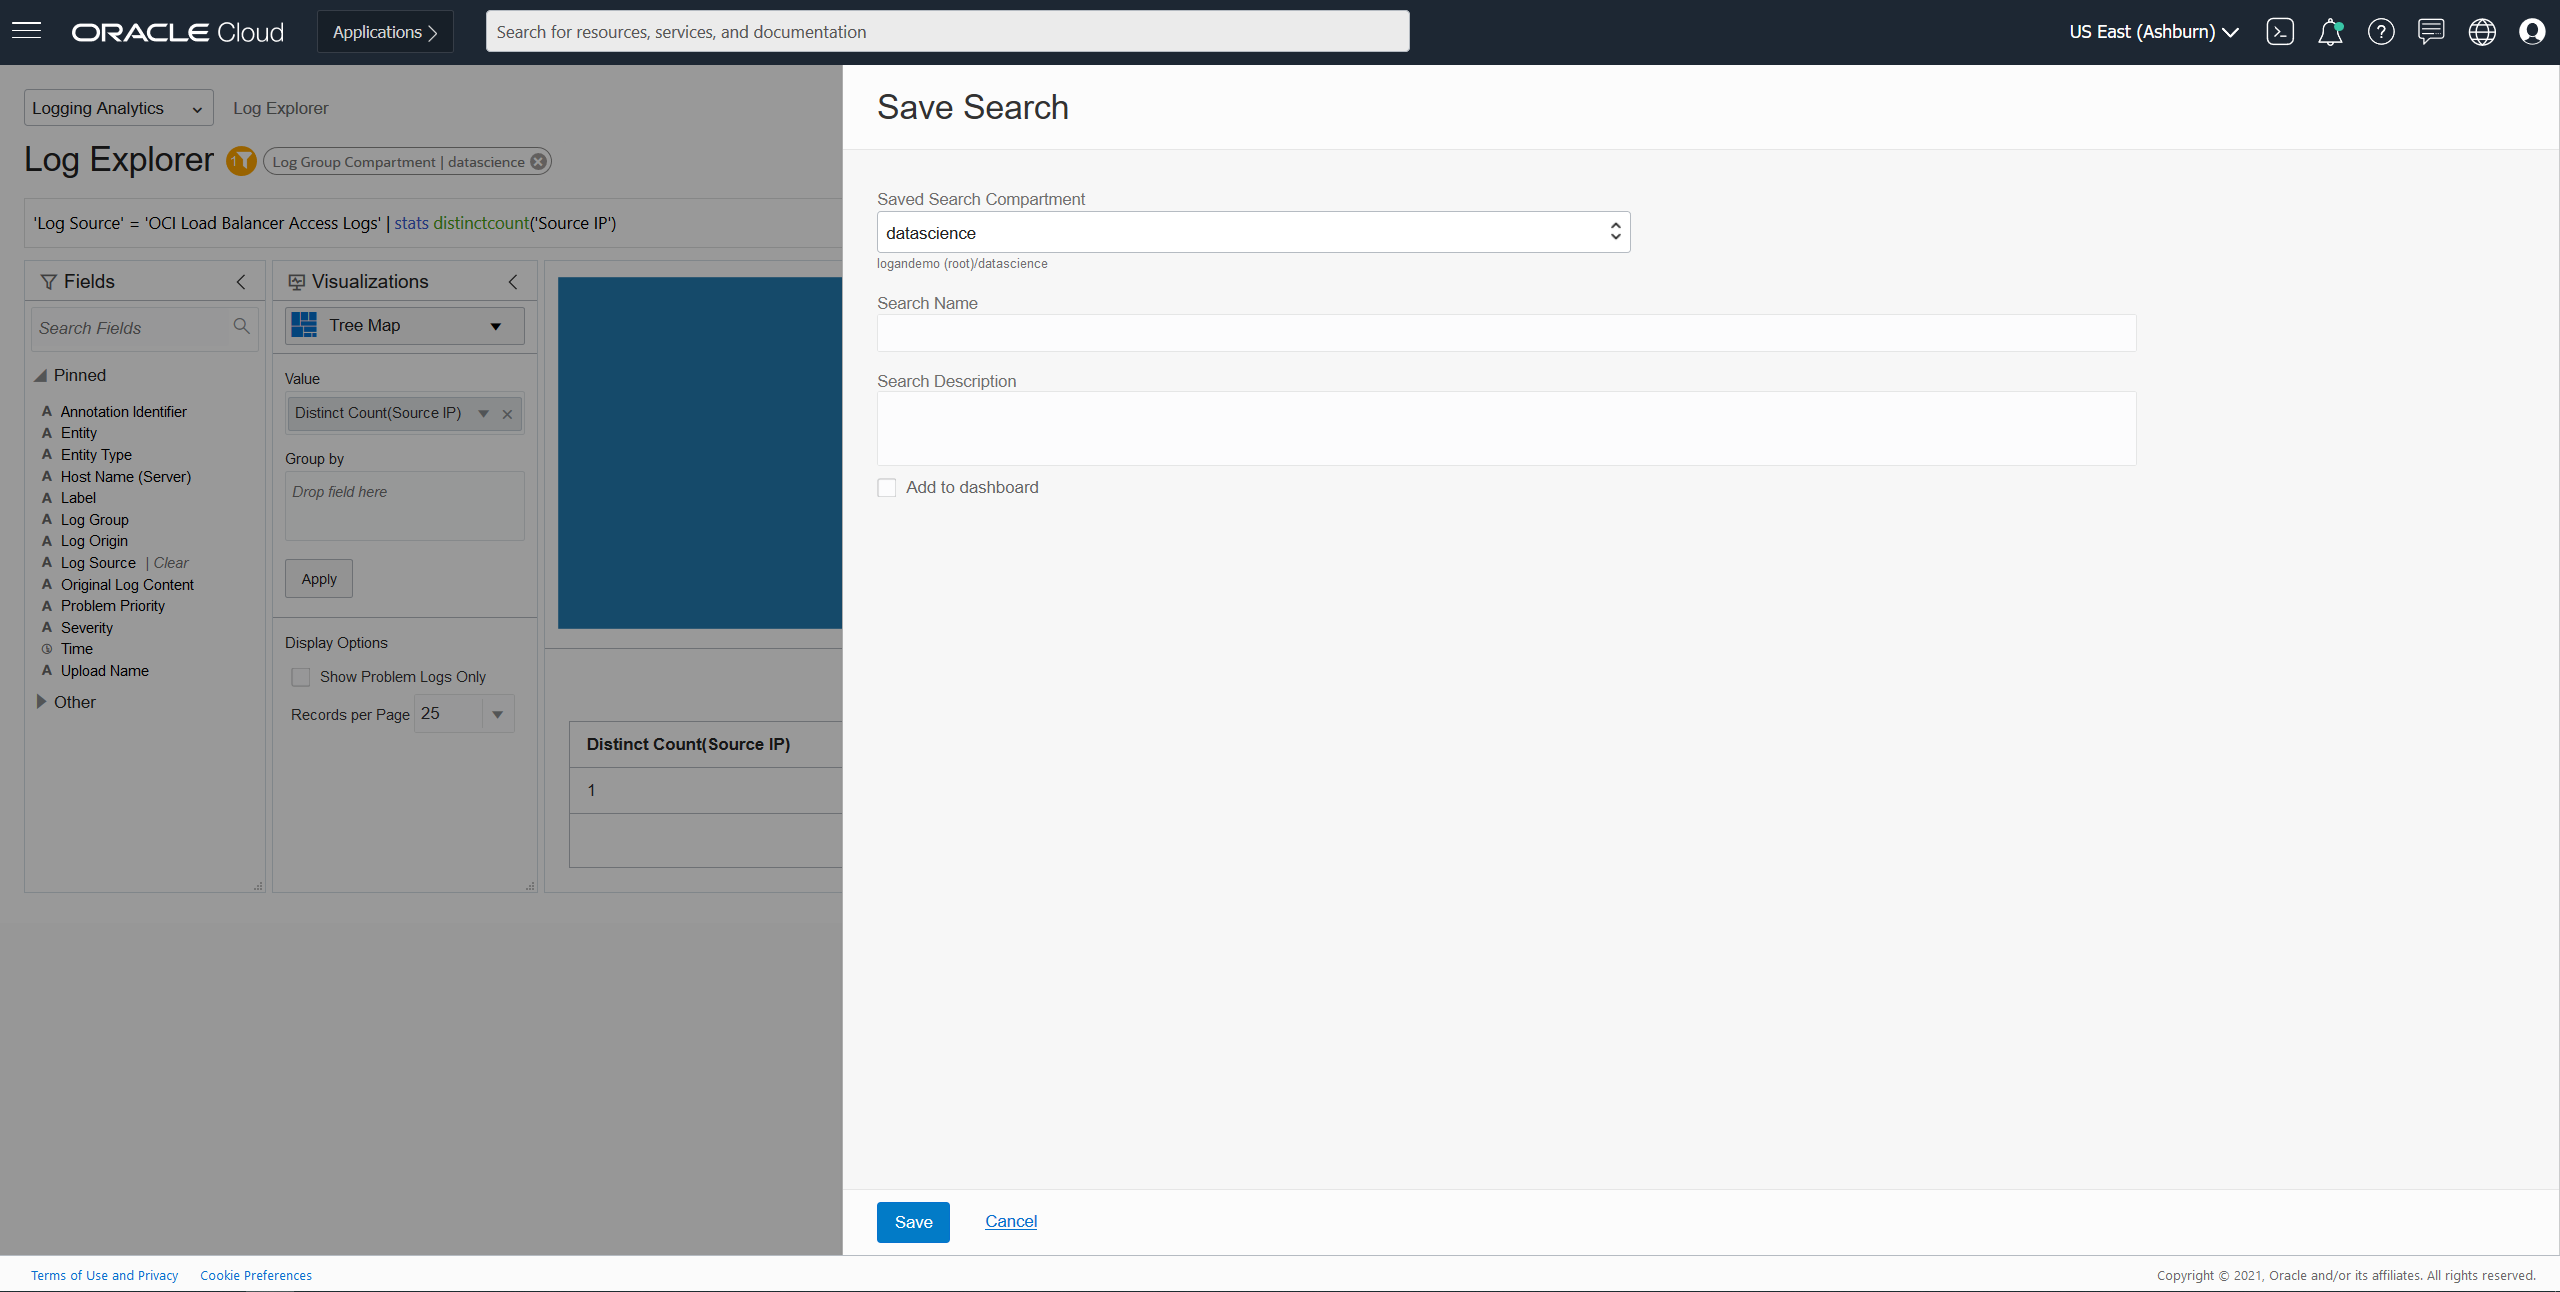 ORACLE Cloud
Applications
Search for resources, services, and documentation
US East (Ashburn)
Logging Analytics
Log Explorer
Log Explorer
1
Log Group Compartment | datascience
'Log Source' = 'OCI Load Balancer Access Logs' | stats distinctcount('Source IP')
Fields
Search Fields
Pinned
A Annotation Identifier
A Entity
A Entity Type
A Host Name (Server)
A Label
A Log Group
A Log Origin
A Log Source | Clear
A Original Log Content
A Problem Priority
A Severity
Time
A Upload Name
Other
Visualizations
Tree Map
Value
Distinct Count(Source IP)
Group by
Drop field here
Apply
Display Options
Show Problem Logs Only
Records per Page 25
Distinct Count(Source IP)
1
Save Search
Saved Search Compartment
datascience
logandemo (root)/datascience
Search Name
Search Description
Add to dashboard
Save
Cancel
Terms of Use and Privacy
Cookie Preferences
Copyright © 2021, Oracle and/or its affiliates. All rights reserved.